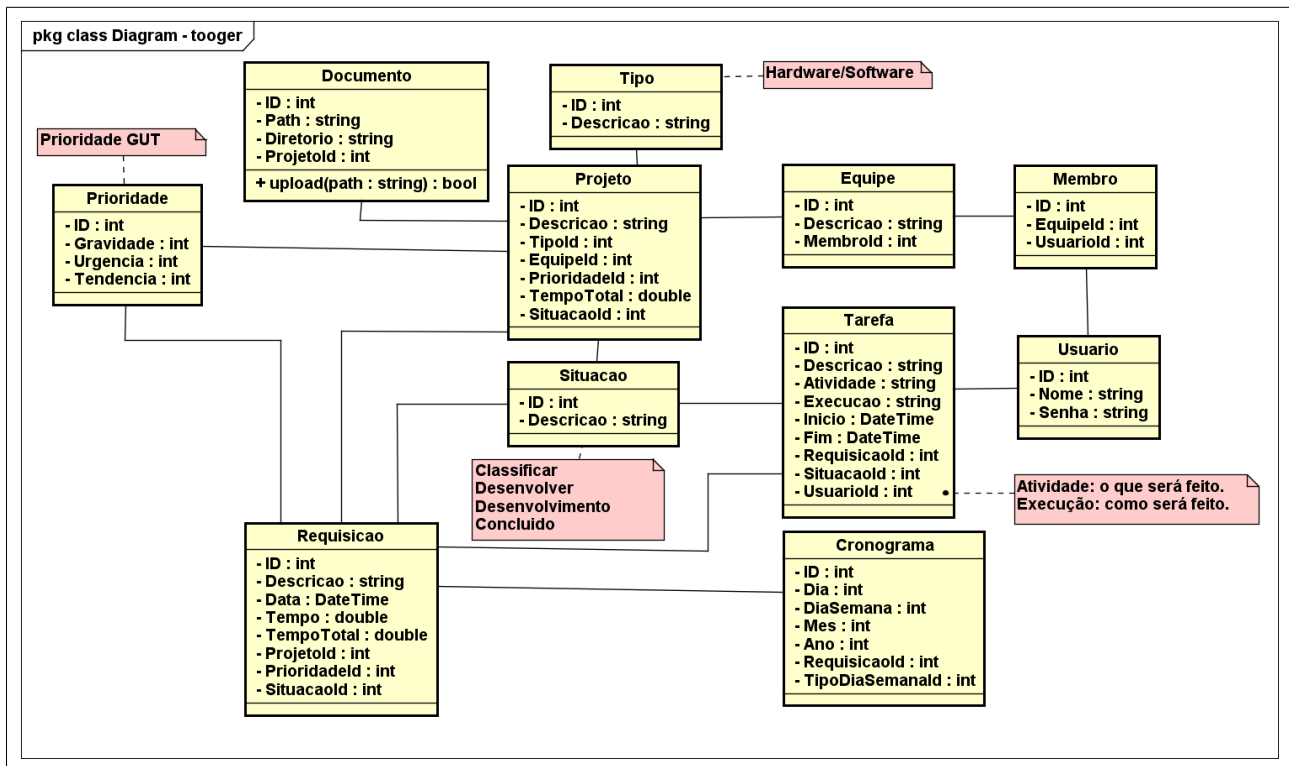 pkg class Diagram - tooger
Documento
- ID : int
- Path : string
- Diretorio : string
- ProjetoId : int
+ upload(path : string) : bool
Tipo
- ID : int
- Descricao : string
Hardware/Software
Prioridade GUT
Prioridade
- ID : int
- Gravidade : int
- Urgencia : int
- Tendencia : int
Projeto
- ID : int
- Descricao : string
- TipoId : int
- EquipeId : int
- PrioridadeId : int
- TempoTotal : double
- SituacaoId : int
Equipe
- ID : int
- Descricao : string
- MembroId : int
Membro
- ID : int
- EquipeId : int
- UsuarioId : int
Tarefa
- ID : int
- Descricao : string
- Atividade : string
- Execucao : string
- Inicio : DateTime
- Fim : DateTime
- RequisicaoId : int
- SituacaoId : int
- UsuarioId : int
Usuario
- ID : int
- Nome : string
- Senha : string
Situacao
- ID : int
- Descricao : string
Classificar
Desenvolver
Desenvolvimento
Concluido
Atividade: o que será feito.
Execução: como será feito.
Requisicao
- ID : int
- Descricao : string
- Data : DateTime
- Tempo : double
- TempoTotal : double
- ProjetoId : int
- PrioridadeId : int
- SituacaoId : int
Cronograma
- ID : int
- Dia : int
- DiaSemana : int
- Mes : int
- Ano : int
- RequisicaoId : int
- TipoDiaSemanaId : int